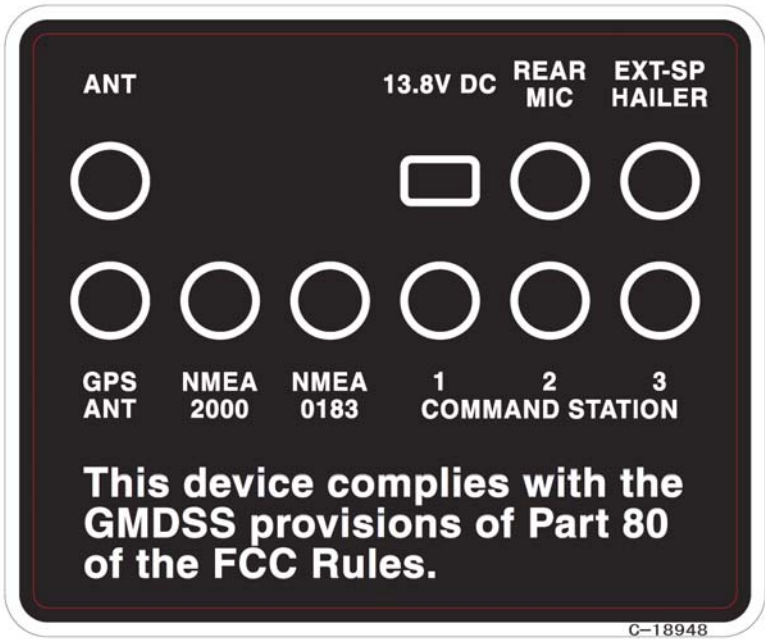 ANT 13.8V DC REAR MIC EXT-SP HAILER
GPS ANT NMEA 2000 NMEA 0183 1 2 3
COMMAND STATION
This device complies with the
GMDSS provisions of Part 80
of the FCC Rules.
C-18948